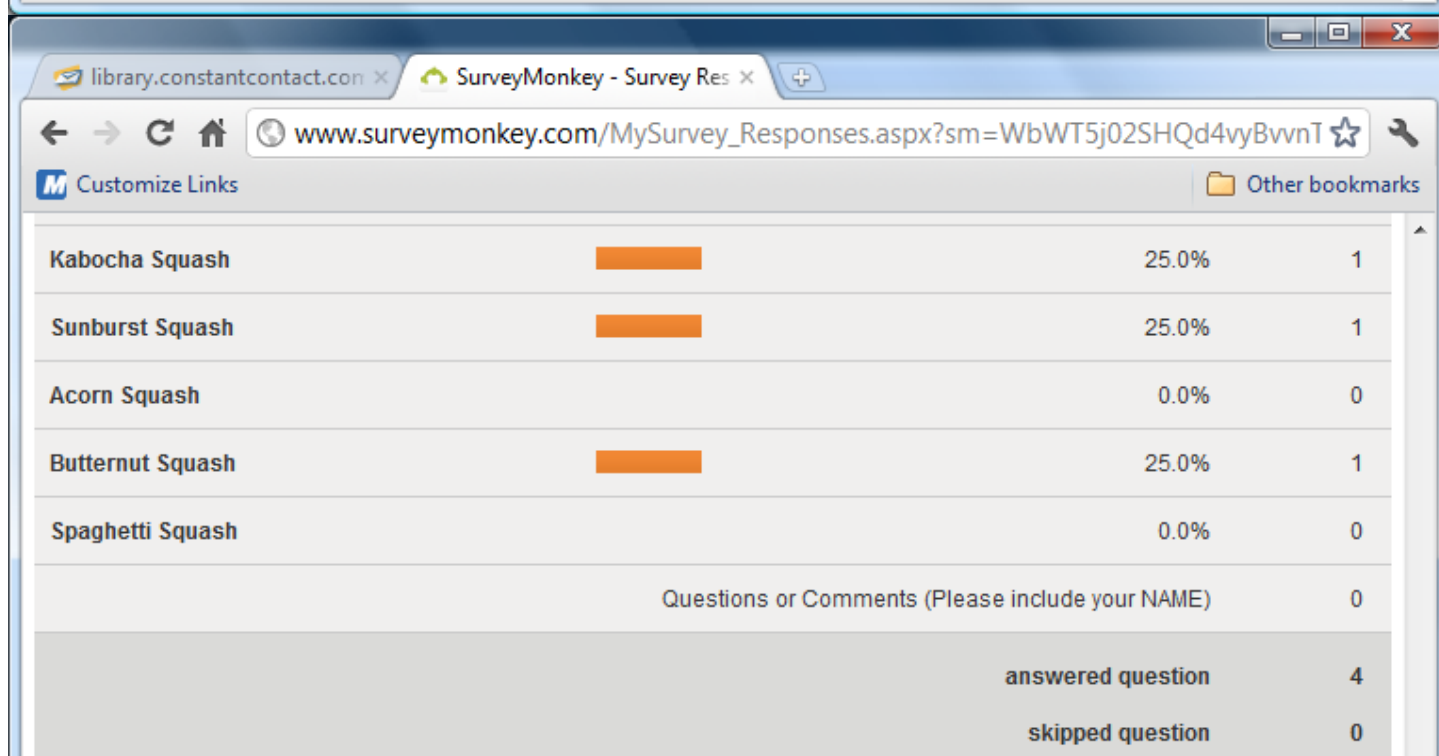 library.constantcontact.con
SurveyMonkey - Survey Res
www.surveymonkey.com/MySurvey_Responses.aspx?sm=WbWT5j02SHQd4vyBvvnT
Customize Links Other bookmarks
Kabocha Squash 25.0% 1
Sunburst Squash 25.0% 1
Acorn Squash 0.0% 0
Butternut Squash 25.0% 1
Spaghetti Squash 0.0% 0
Questions or Comments (Please include your NAME) 0
answered question 4
skipped question 0